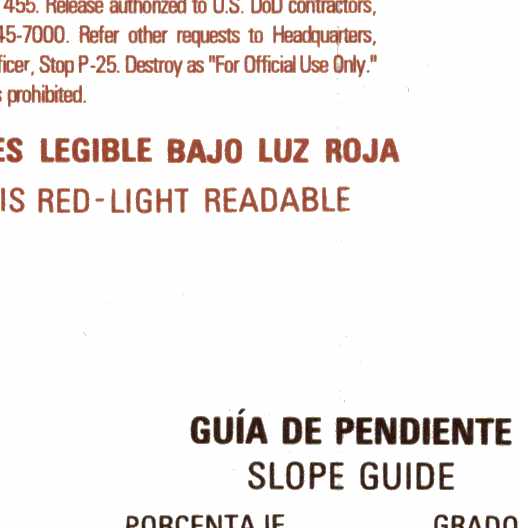 455. Release authorized to U.S. DoD contractors,
45-7000. Refer other requests to Headquarters,
ficer, Stop P-25. Destroy as "For Official Use Only."
s prohibited.
ES LEGIBLE BAJO LUZ ROJA
IS RED-LIGHT READABLE
GUÍA DE PENDIENTE
SLOPE GUIDE
PORCENTAJE GRADO